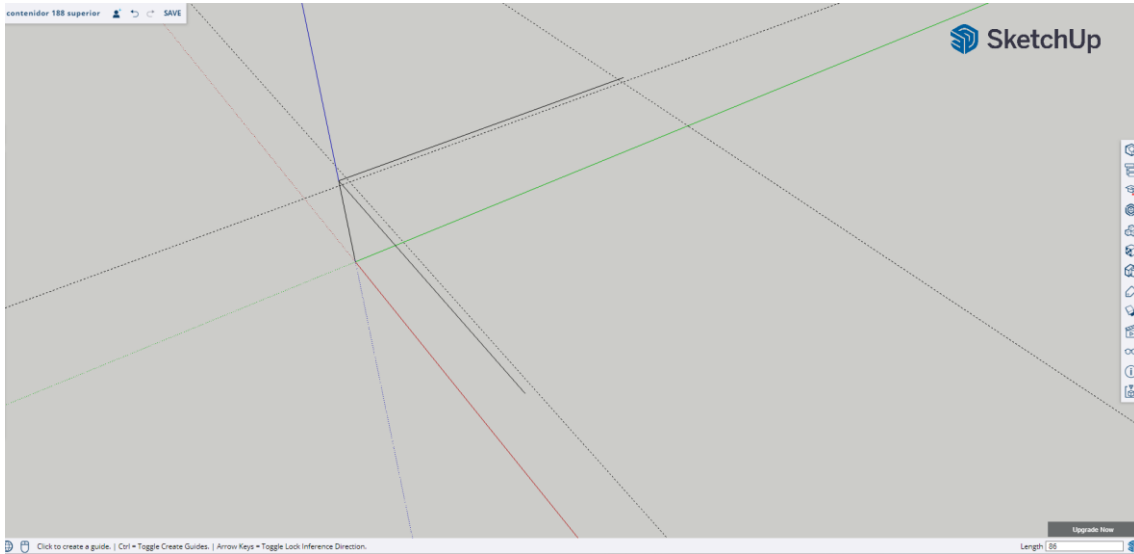 contenidor 188 superior SAVE
SketchUp
Upgrade Now
Click to create a guide. | Ctrl = Toggle Create Guides. | Arrow Keys = Toggle Lock Inference Direction.
Length 86